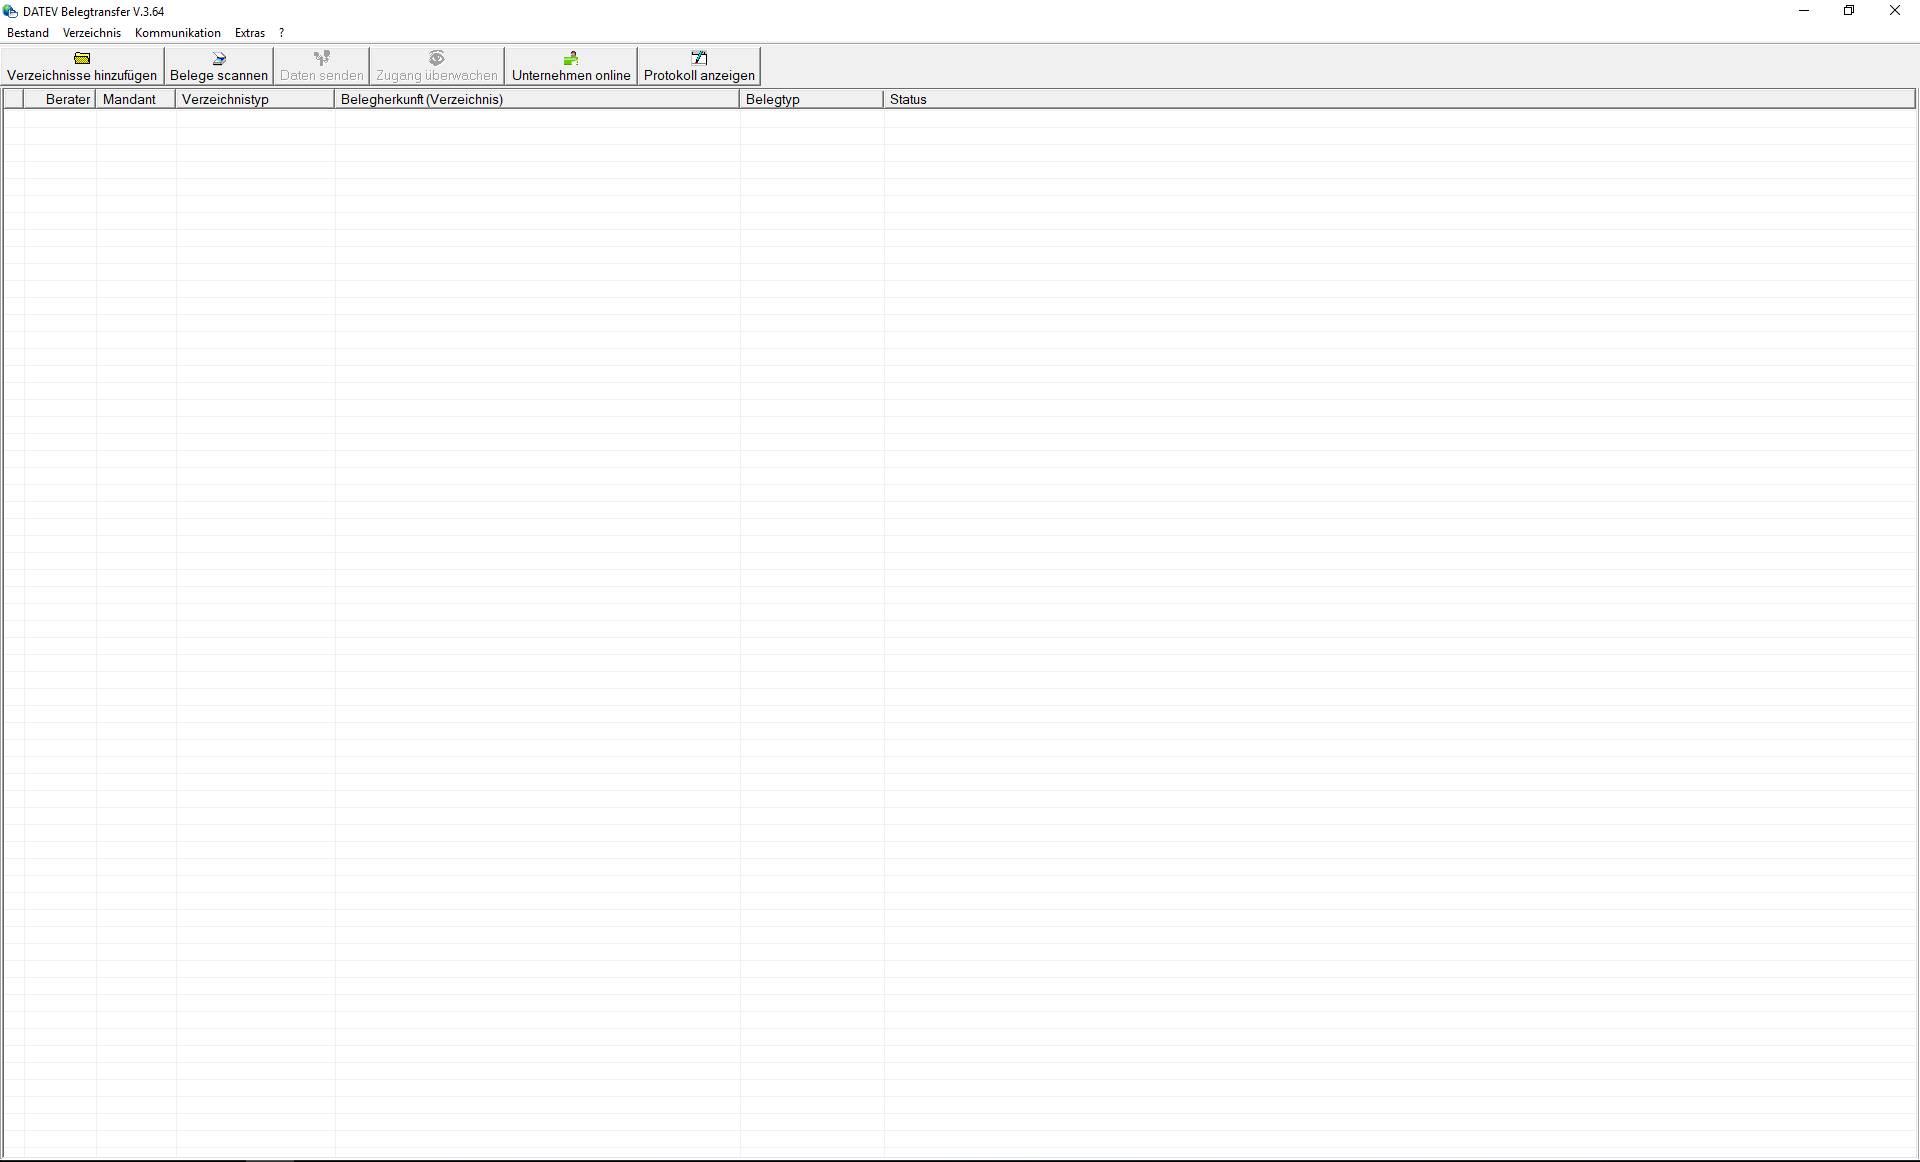 DATEV Belegtransfer V.3.64
Bestand Verzeichnis Kommunikation Extras ?
Verzeichnisse hinzufügen Belege scannen Daten senden Zugang überwachen Unternehmen online Protokoll anzeigen
Berater Mandant Verzeichnistyp Belegherkunft (Verzeichnis) Belegtyp Status